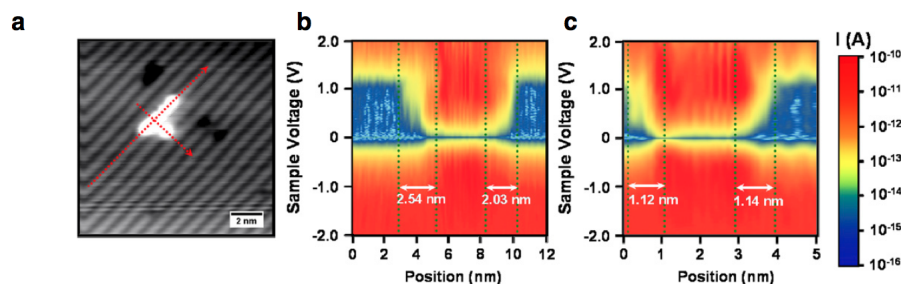 a
2 nm
b
Sample Voltage (V)
2.0
1.0
0
-1.0
-2.0
2.54 nm
2.03 nm
0 2 4 6 8 10 12
Position (nm)
c
Sample Voltage (V)
2.0
1.0
0
-1.0
-2.0
1.12 nm
1.14 nm
0 1 2 3 4 5
Position (nm)
I (A)
10⁻¹⁰
10⁻¹¹
10⁻¹²
10⁻¹³
10⁻¹⁴
10⁻¹⁵
10⁻¹⁶